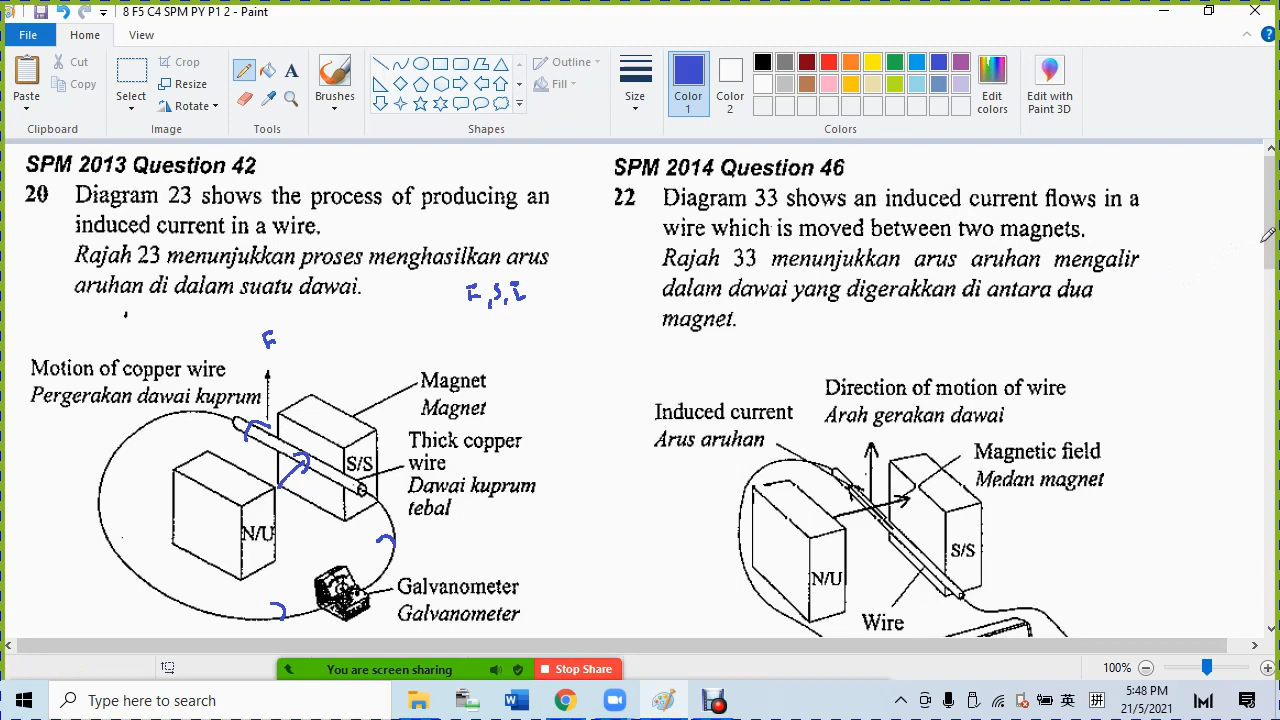 8 F5 C4 SPM PY P1 2 - Paint
File
Home
View
Paste
Cut
Copy
Clipboard
Select
Crop
Resize
Rotate
Image
Tools
Brushes
Shapes
Outline
Fill
Size
Color
1
Color
2
Edit
colors
Edit with
Paint 3D
Colors
SPM 2013 Question 42
20 Diagram 23 shows the process of producing an
induced current in a wire.
Rajah 23 menunjukkan proses menghasilkan arus
aruhan di dalam suatu dawai.
F
Motion of copper wire
Pergerakan dawai kuprum
Magnet
Magnet
Thick copper
wire
Dawai kuprum
tebal
S/S
N/U
Galvanometer
Galvanometer
SPM 2014 Question 46
22 Diagram 33 shows an induced current flows in a
wire which is moved between two magnets.
Rajah 33 menunjukkan arus aruhan mengalir
dalam dawai yang digerakkan di antara dua
magnet.
Direction of motion of wire
Arah gerakan dawai
Induced current
Arus aruhan
Magnetic field
Medan magnet
S/S
N/U
Wire
You are screen sharing
Stop Share
100%
Type here to search
英
拼
5:48 PM
21/5/2021